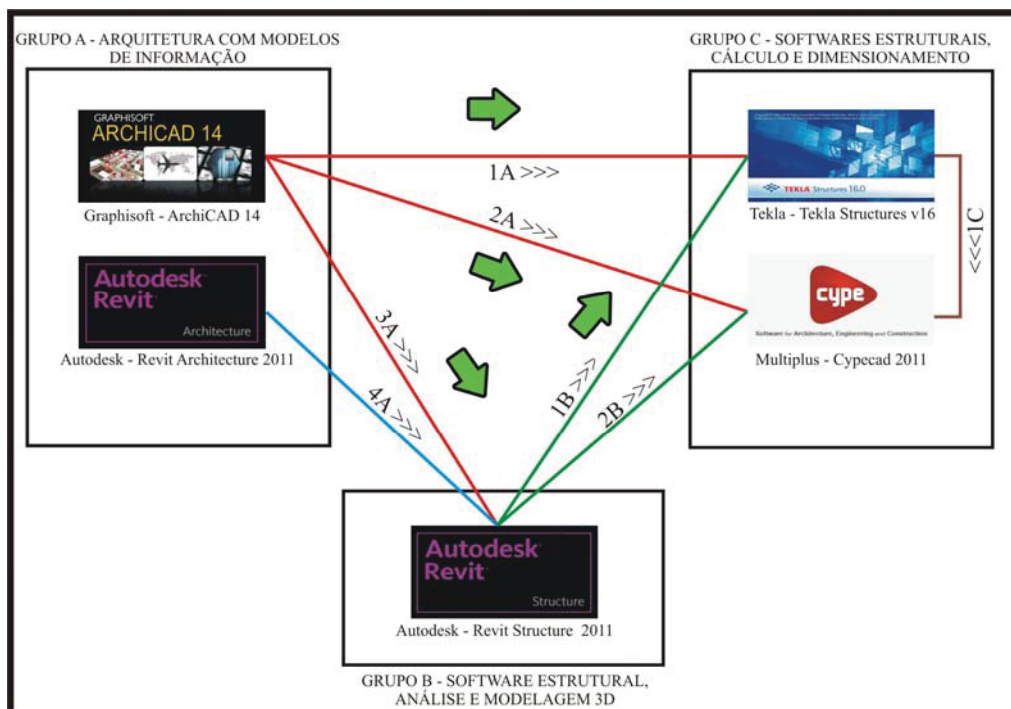 GRUPO A - ARQUITETURA COM MODELOS
DE INFORMAÇÃO
GRAPHISOFT
ARCHICAD 14
Graphisoft - ArchiCAD 14
Autodesk
Revit
Architecture
Autodesk - Revit Architecture 2011
GRUPO C - SOFTWARES ESTRUTURAIS,
CÁLCULO E DIMENSIONAMENTO
TEKLA Structures 16.0
Tekla - Tekla Structures v16
cype
Software for Architecture, Engineering and Construction
Multiplus - Cypecad 2011
1A >>>
2A >>>
3A >>>
4A >>>
1B >>>
2B >>>
<<<1C
Autodesk
Revit
Structure
Autodesk - Revit Structure 2011
GRUPO B - SOFTWARE ESTRUTURAL,
ANÁLISE E MODELAGEM 3D